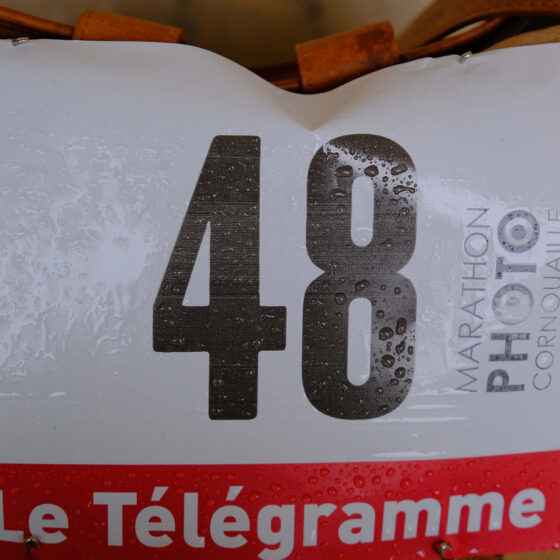 48
MARATHON
PHOTO
CORNOUAILLE
Le Télégramme